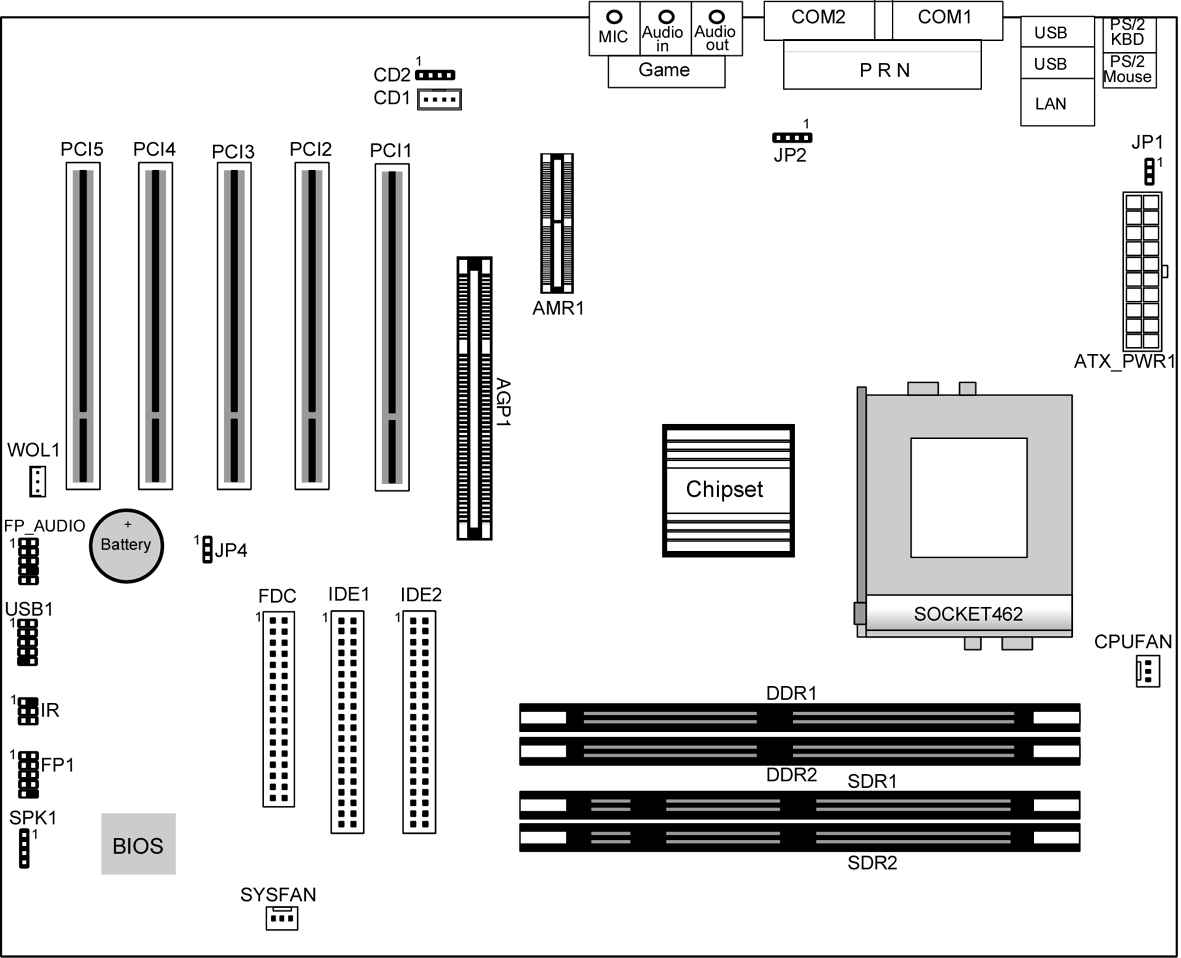 COM2
COM1
MIC
Audio
in
Audio
out
USB
PS/2
KBD
Game
PRN
USB
PS/2
Mouse
LAN
1
CD2
CD1
1
JP2
JP1
1
PCI5
PCI4
PCI3
PCI2
PCI1
AMR1
ATX_PWR1
AGP1
WOL1
Chipset
FP_AUDIO
1
+
Battery
1
JP4
USB1
1
FDC
1
IDE1
1
IDE2
1
SOCKET462
CPUFAN
1
IR
DDR1
1
FP1
DDR2
SDR1
SPK1
1
BIOS
SDR2
SYSFAN